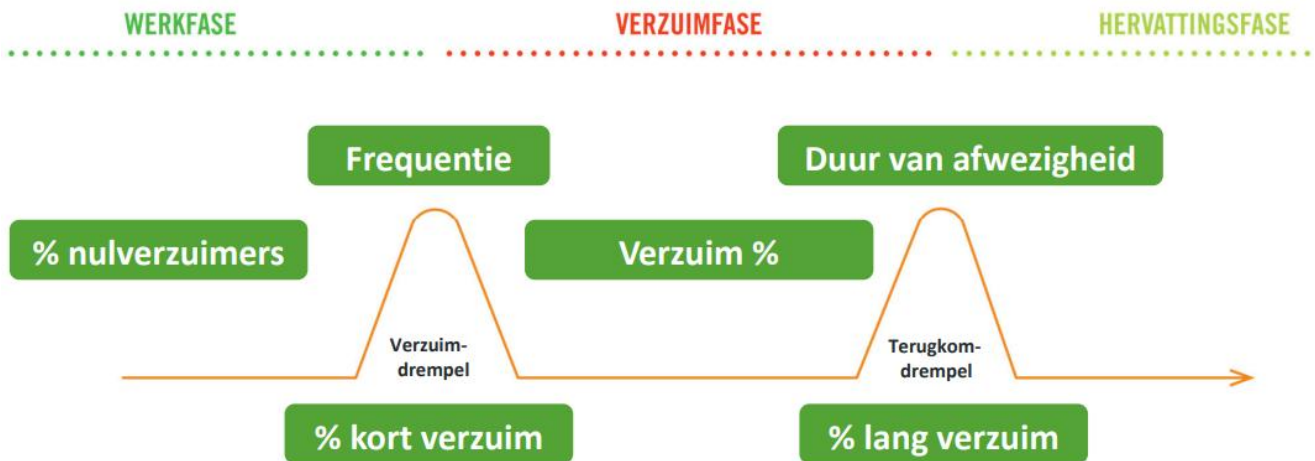 WERKFASE
VERZUIMFASE
HERVATTINGSFASE
Frequentie
Duur van afwezigheid
% nulverzuimers
Verzuim %
Verzuim-
drempel
Terugkom-
drempel
% kort verzuim
% lang verzuim